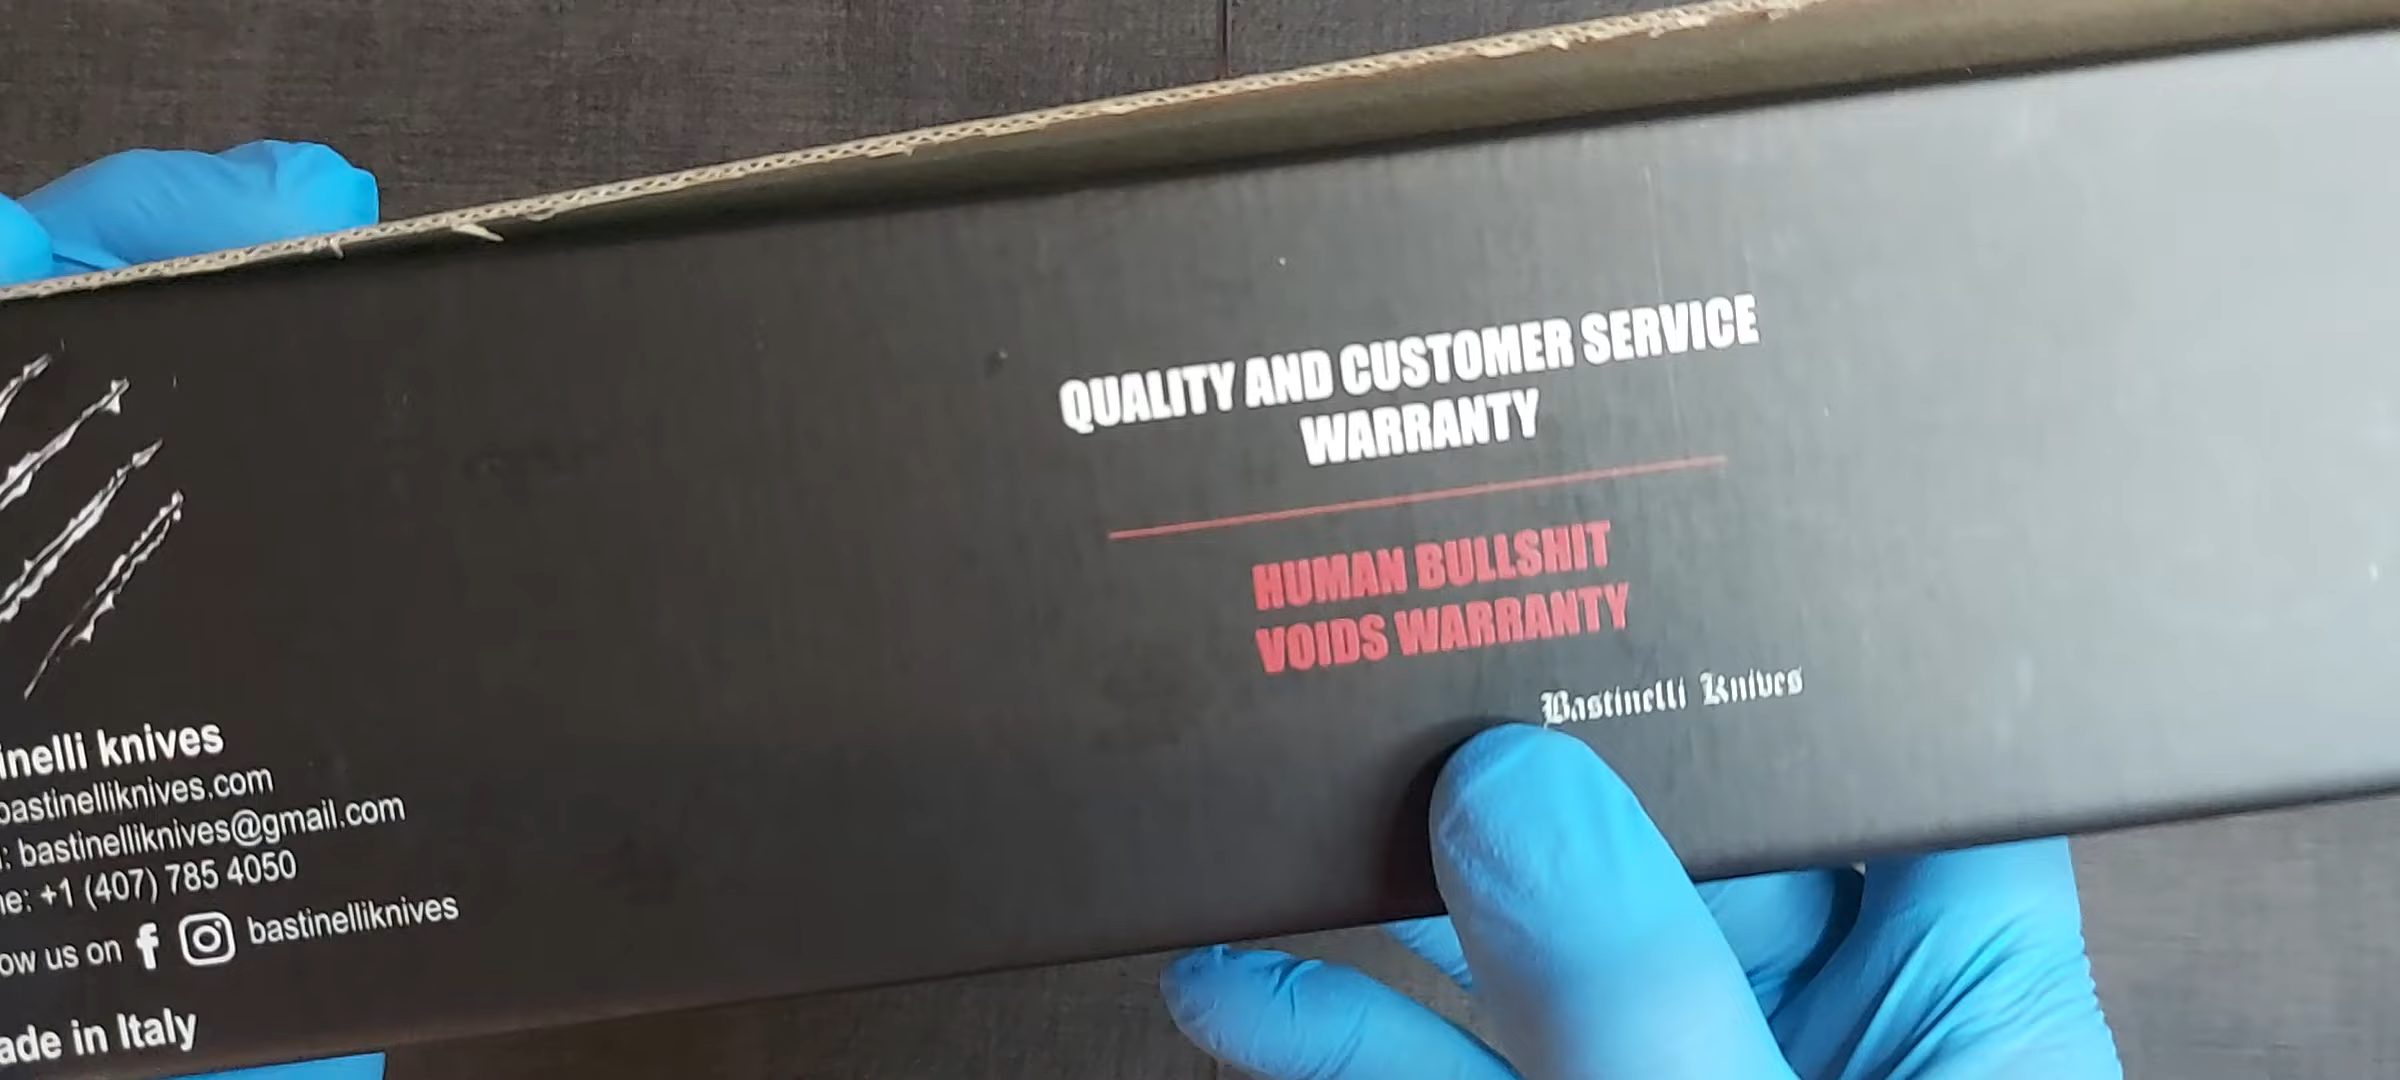 QUALITY AND CUSTOMER SERVICE
WARRANTY
HUMAN BULLSHIT
VOIDS WARRANTY
Bastinelli Knives
inelli knives
bastinelliknives.com
: bastinelliknives@gmail.com
ne: +1 (407) 785 4050
ow us on
bastinelliknives
ade in Italy